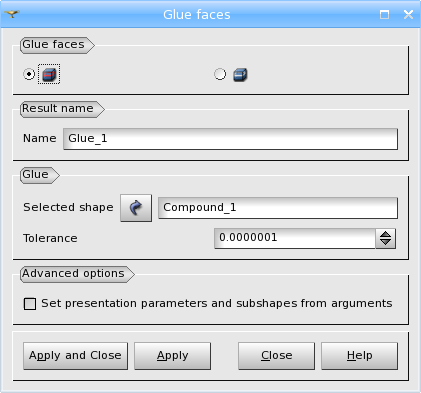 Glue faces
Glue faces
Result name
Name Glue_1
Glue
Selected shape Compound_1
Tolerance 0.0000001
Advanced options
Set presentation parameters and subshapes from arguments
Apply and Close Apply Close Help